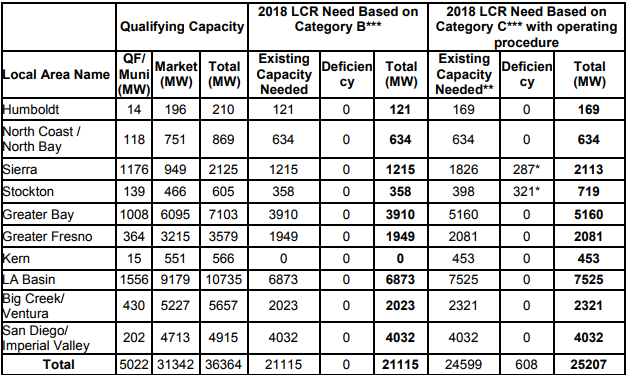 Qualifying Capacity 2018 LCR Need Based on Category B*** 2018 LCR Need Based on Category C*** with operating procedure
Local Area Name QF/ Muni (MW) Market (MW) Total (MW) Existing Capacity Needed Deficien cy Total (MW) Existing Capacity Needed** Deficien cy Total (MW)
Humboldt 14 196 210 121 0 121 169 0 169
North Coast / North Bay 118 751 869 634 0 634 634 0 634
Sierra 1176 949 2125 1215 0 1215 1826 287* 2113
Stockton 139 466 605 358 0 358 398 321* 719
Greater Bay 1008 6095 7103 3910 0 3910 5160 0 5160
Greater Fresno 364 3215 3579 1949 0 1949 2081 0 2081
Kern 15 551 566 0 0 0 453 0 453
LA Basin 1556 9179 10735 6873 0 6873 7525 0 7525
Big Creek/ Ventura 430 5227 5657 2023 0 2023 2321 0 2321
San Diego/ Imperial Valley 202 4713 4915 4032 0 4032 4032 0 4032
Total 5022 31342 36364 21115 0 21115 24599 608 25207